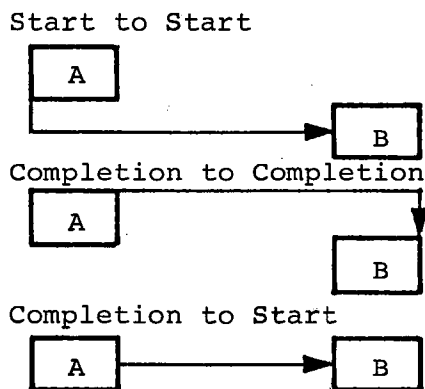 Start to Start
A
B
Completion to Completion
A
B
Completion to Start
A B